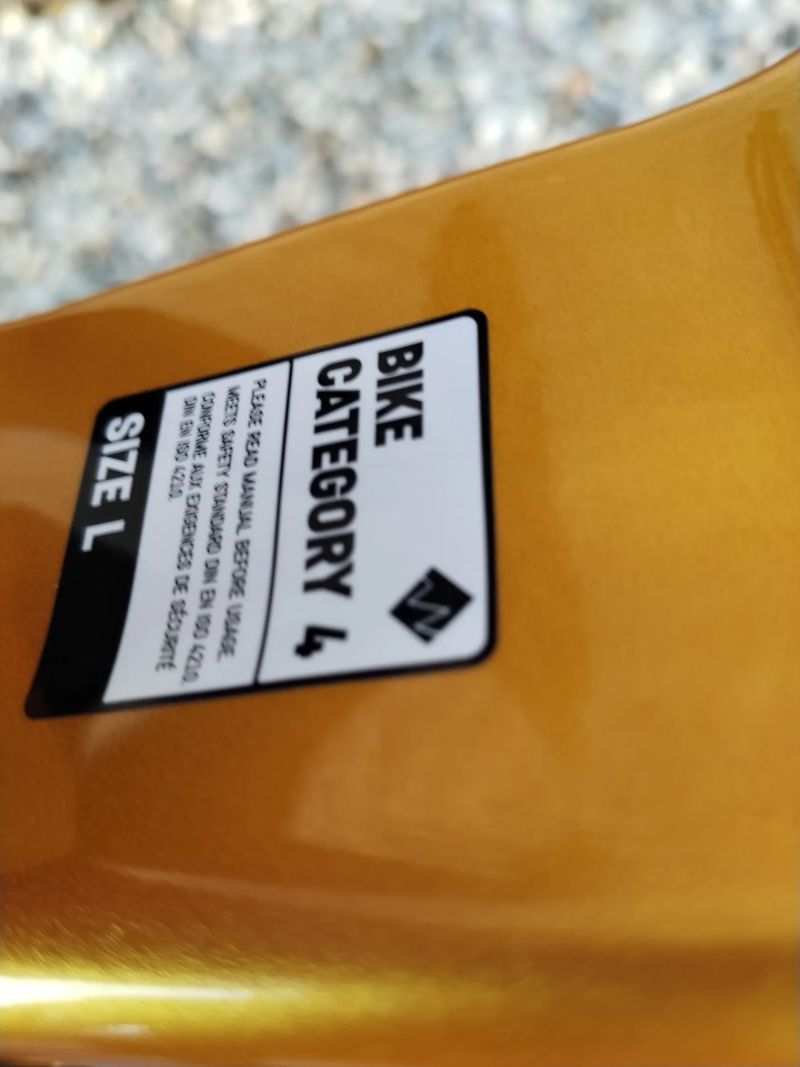 BIKE
CATEGORY 4
PLEASE READ MANUAL BEFORE USAGE.
MEETS SAFETY STANDARD DIN EN ISO 4210.
CONFORME AUX EXIGENCES DE SÉCURITÉ
DIN EN ISO 4210.
SIZE L